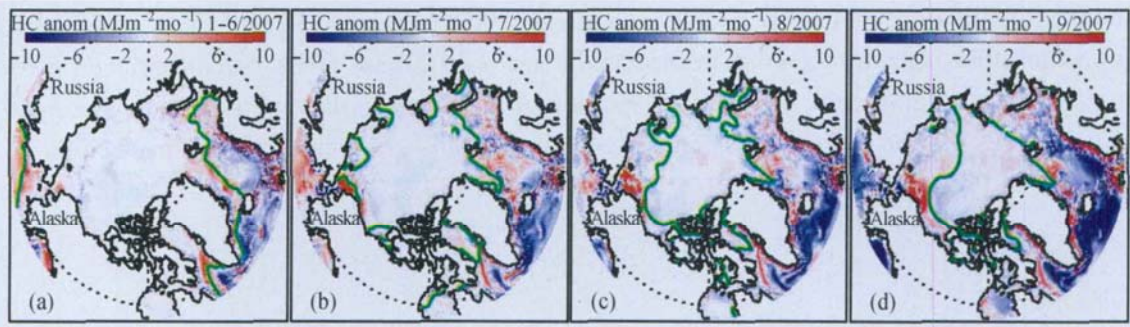 HC anom (MJm⁻²mo⁻¹) 1–6/2007
−10 −6 −2 2 6 10
Russia
Alaska
(a)
HC anom (MJm⁻²mo⁻¹) 7/2007
−10 −6 −2 2 6 10
Russia
Alaska
(b)
HC anom (MJm⁻²mo⁻¹) 8/2007
−10 −6 −2 2 6 10
Russia
Alaska
(c)
HC anom (MJm⁻²mo⁻¹) 9/2007
−10 −6 −2 2 6 10
Russia
Alaska
(d)